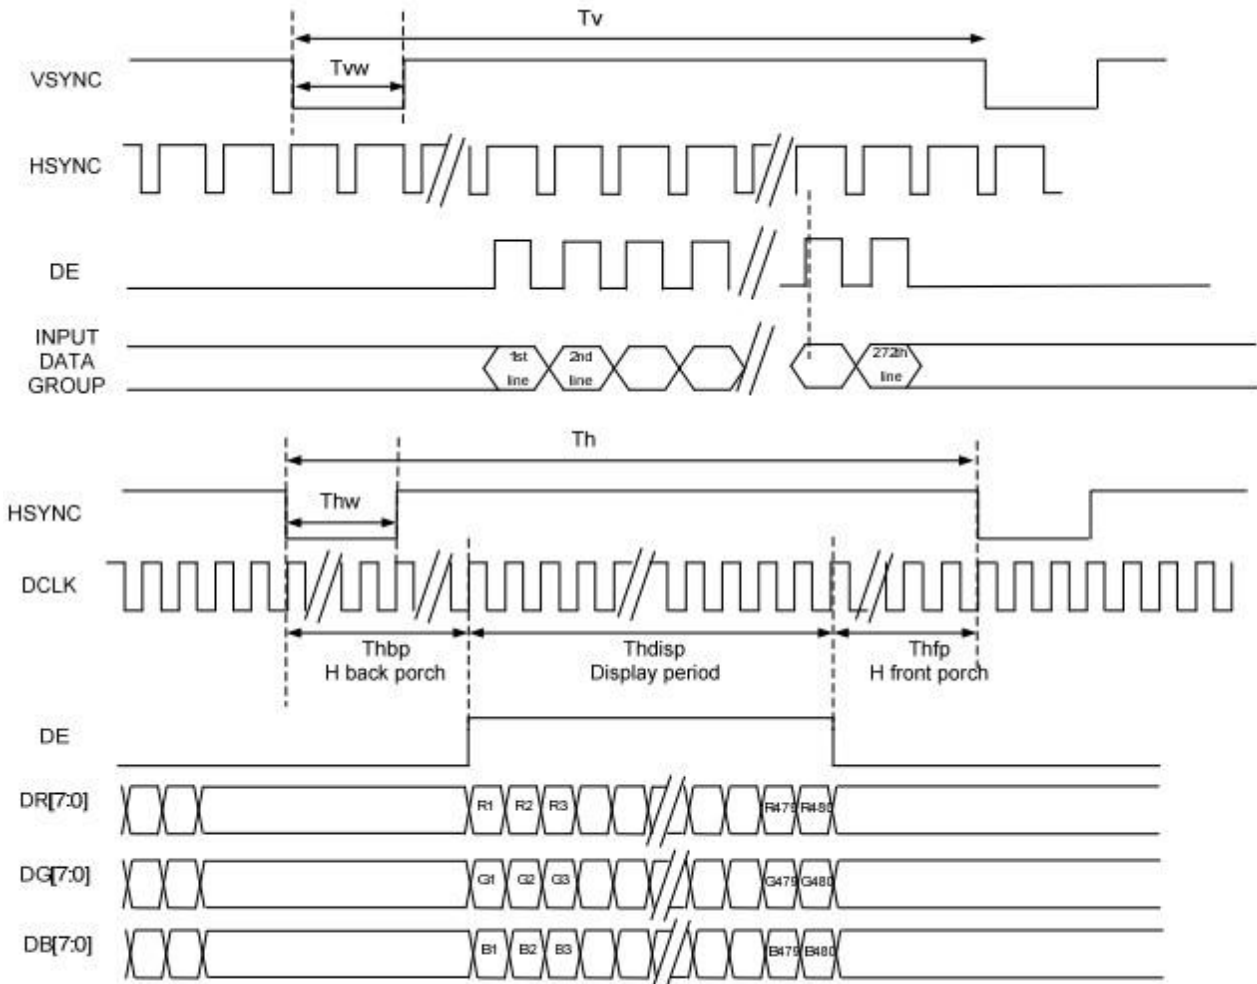 Tv
VSYNC
Tvw
HSYNC
DE
INPUT
DATA
GROUP
1st
line
2nd
line
272th
line
Th
HSYNC
Thw
DCLK
Thbp
H back porch
Thdisp
Display period
Thfp
H front porch
DE
DR[7:0]
R1 R2 R3 R479 R480
DG[7:0]
G1 G2 G3 G479 G480
DB[7:0]
B1 B2 B3 B479 B480